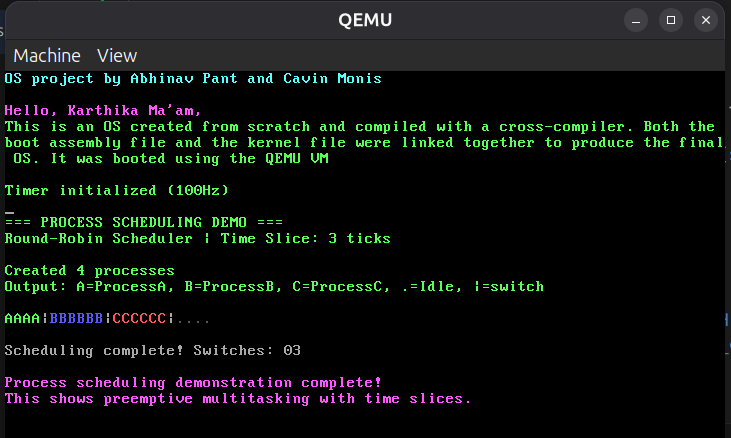 QEMU
Machine View
OS project by Abhinav Pant and Cavin Monis
Hello, Karthika Ma'am,
This is an OS created from scratch and compiled with a cross-compiler. Both the
boot assembly file and the kernel file were linked together to produce the final
OS. It was booted using the QEMU VM
Timer initialized (100Hz)
=== PROCESS SCHEDULING DEMO ===
Round-Robin Scheduler | Time Slice: 3 ticks
Created 4 processes
Output: A=ProcessA, B=ProcessB, C=ProcessC, .=Idle, |=switch
AAAA|BBBBBB|CCCCCC|....
Scheduling complete! Switches: 03
Process scheduling demonstration complete!
This shows preemptive multitasking with time slices.